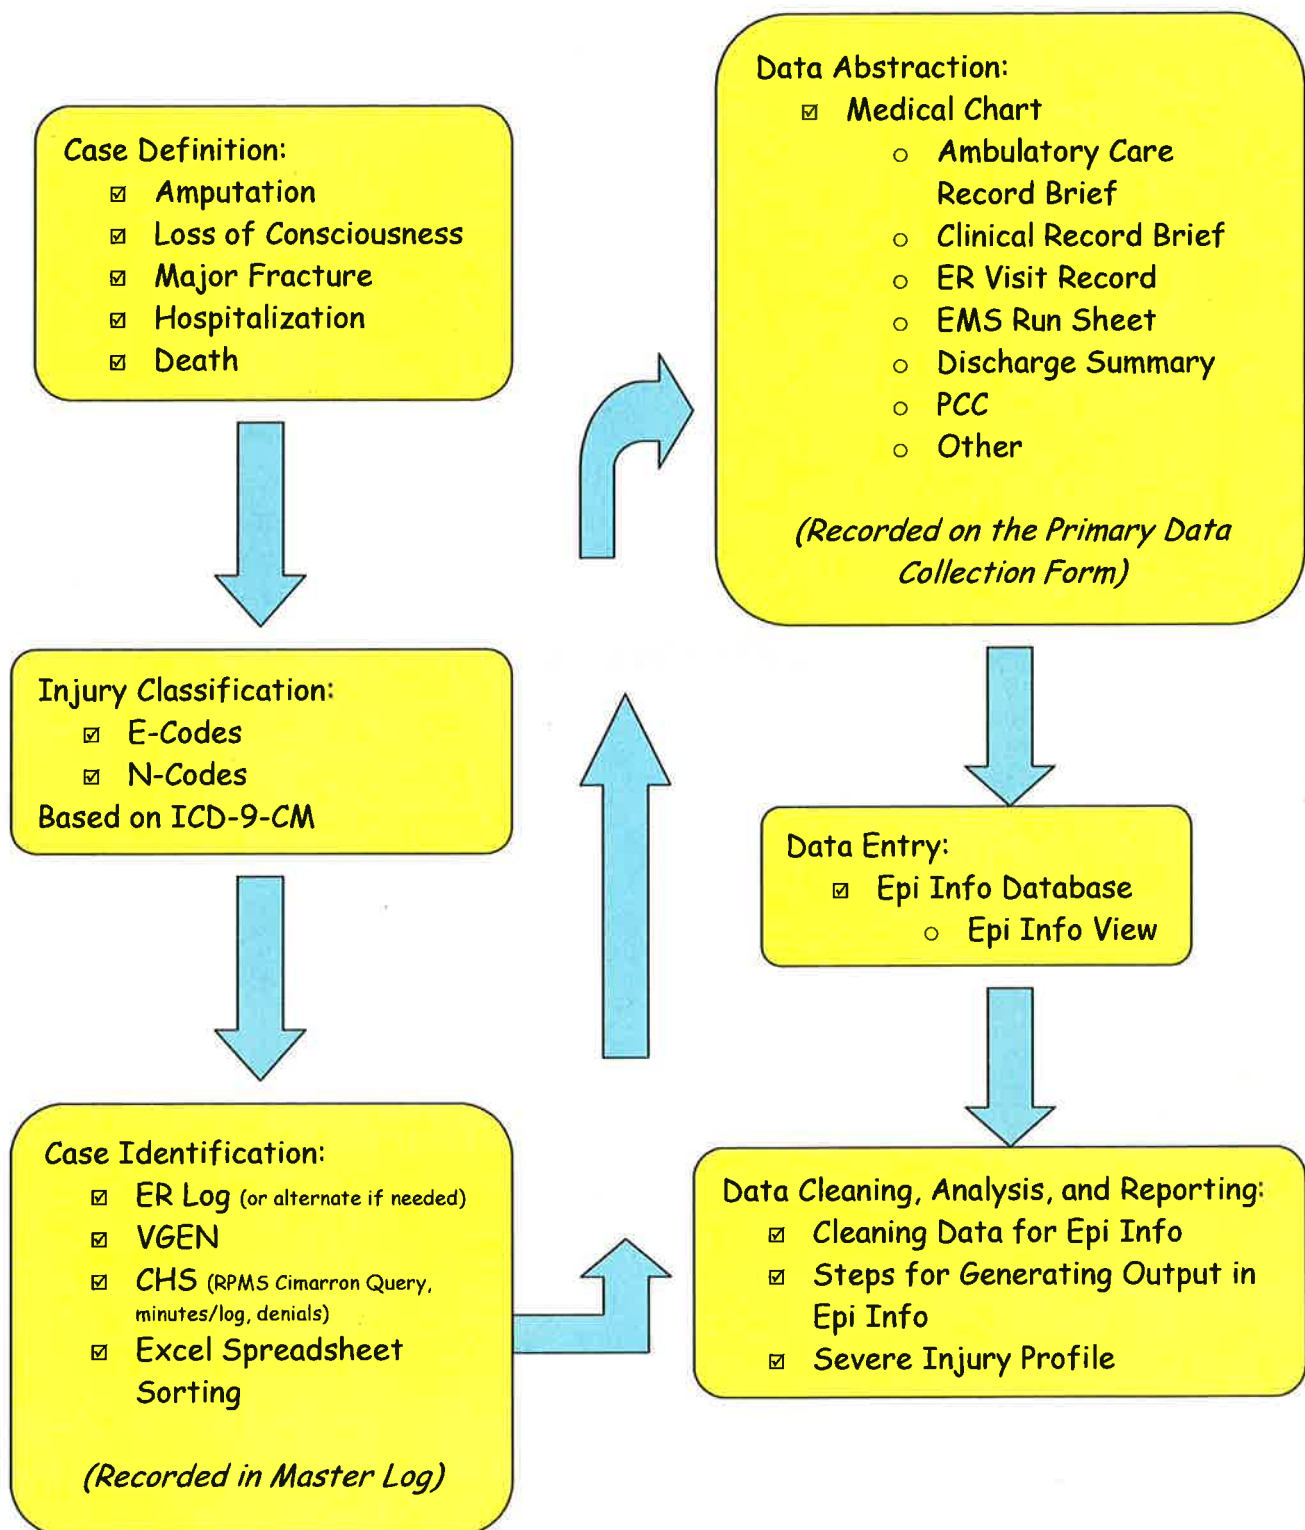 Case Definition:
☑ Amputation
☑ Loss of Consciousness
☑ Major Fracture
☑ Hospitalization
☑ Death
Injury Classification:
☑ E-Codes
☑ N-Codes
Based on ICD-9-CM
Case Identification:
☑ ER Log (or alternate if needed)
☑ VGEN
☑ CHS (RPMS Cimarron Query,
minutes/log, denials)
☑ Excel Spreadsheet
Sorting
(Recorded in Master Log)
Data Abstraction:
☑ Medical Chart
○ Ambulatory Care
Record Brief
○ Clinical Record Brief
○ ER Visit Record
○ EMS Run Sheet
○ Discharge Summary
○ PCC
○ Other
(Recorded on the Primary Data
Collection Form)
Data Entry:
☑ Epi Info Database
○ Epi Info View
Data Cleaning, Analysis, and Reporting:
☑ Cleaning Data for Epi Info
☑ Steps for Generating Output in
Epi Info
☑ Severe Injury Profile